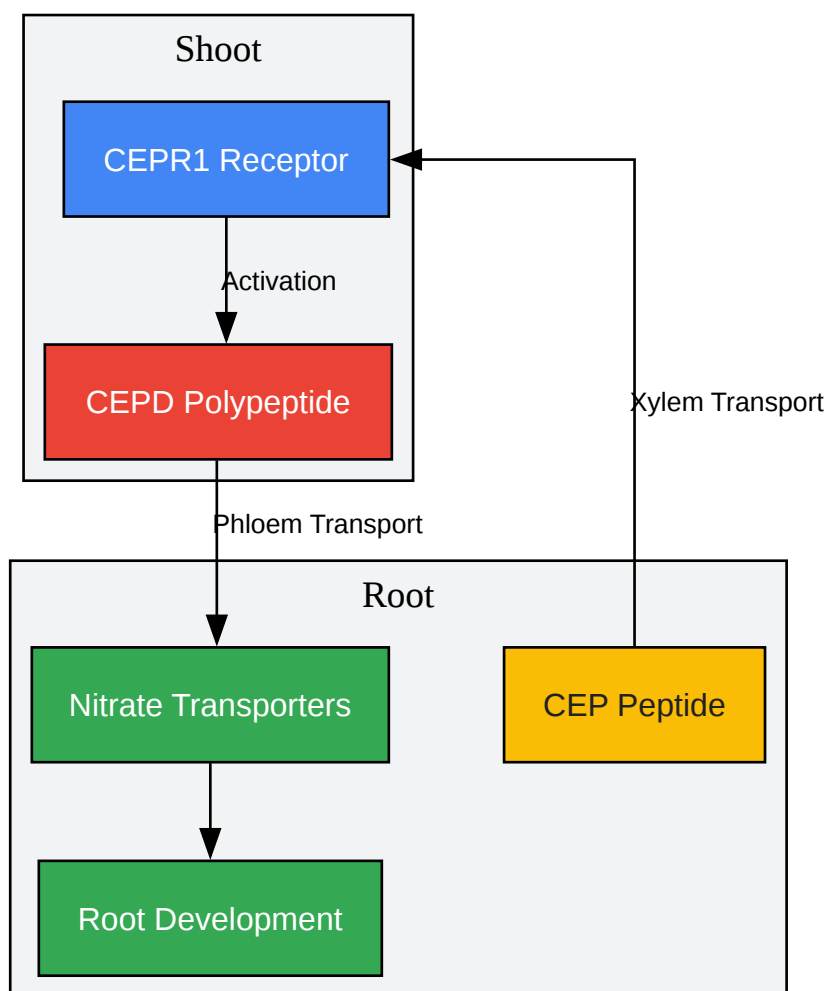 Shoot
CEPR1 Receptor
Activation
CEPD Polypeptide
Xylem Transport
Phloem Transport
Root
Nitrate Transporters
CEP Peptide
Root Development